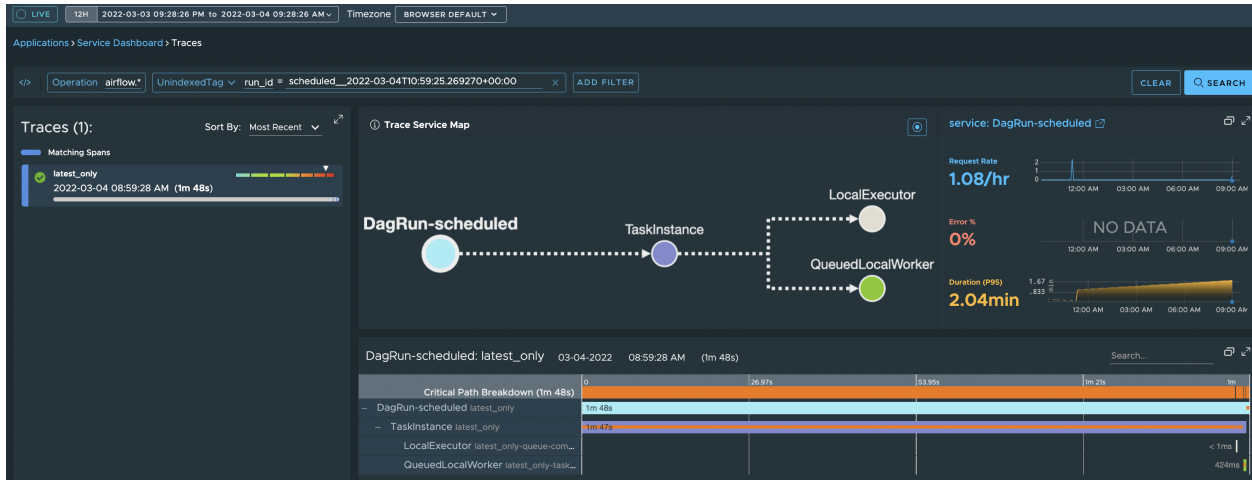 LIVE 12H 2022-03-03 09:28:26 PM to 2022-03-04 09:28:26 AM Timezone BROWSER DEFAULT
Applications > Service Dashboard > Traces
</> Operation airflow.* UnindexedTag run_id = scheduled__2022-03-04T10:59:25.269270+00:00 × ADD FILTER CLEAR SEARCH
Traces (1): Sort By: Most Recent
Matching Spans
latest_only
2022-03-04 08:59:28 AM (1m 48s)
Trace Service Map
DagRun-scheduled
TaskInstance
LocalExecutor
QueuedLocalWorker
service: DagRun-scheduled
Request Rate
1.08/hr
2
1
0
12:00 AM 03:00 AM 06:00 AM 09:00 AM
Error %
0%
NO DATA
12:00 AM 03:00 AM 06:00 AM 09:00 AM
Duration (P95)
2.04min
1.67
.833
min
12:00 AM 03:00 AM 06:00 AM 09:00 AM
DagRun-scheduled: latest_only 03-04-2022 08:59:28 AM (1m 48s) Search...
0 26.97s 53.95s 1m 21s 1m
Critical Path Breakdown (1m 48s)
– DagRun-scheduled latest_only 1m 48s
– TaskInstance latest_only 1m 47s
LocalExecutor latest_only-queue-com... < 1ms
QueuedLocalWorker latest_only-task... 424ms